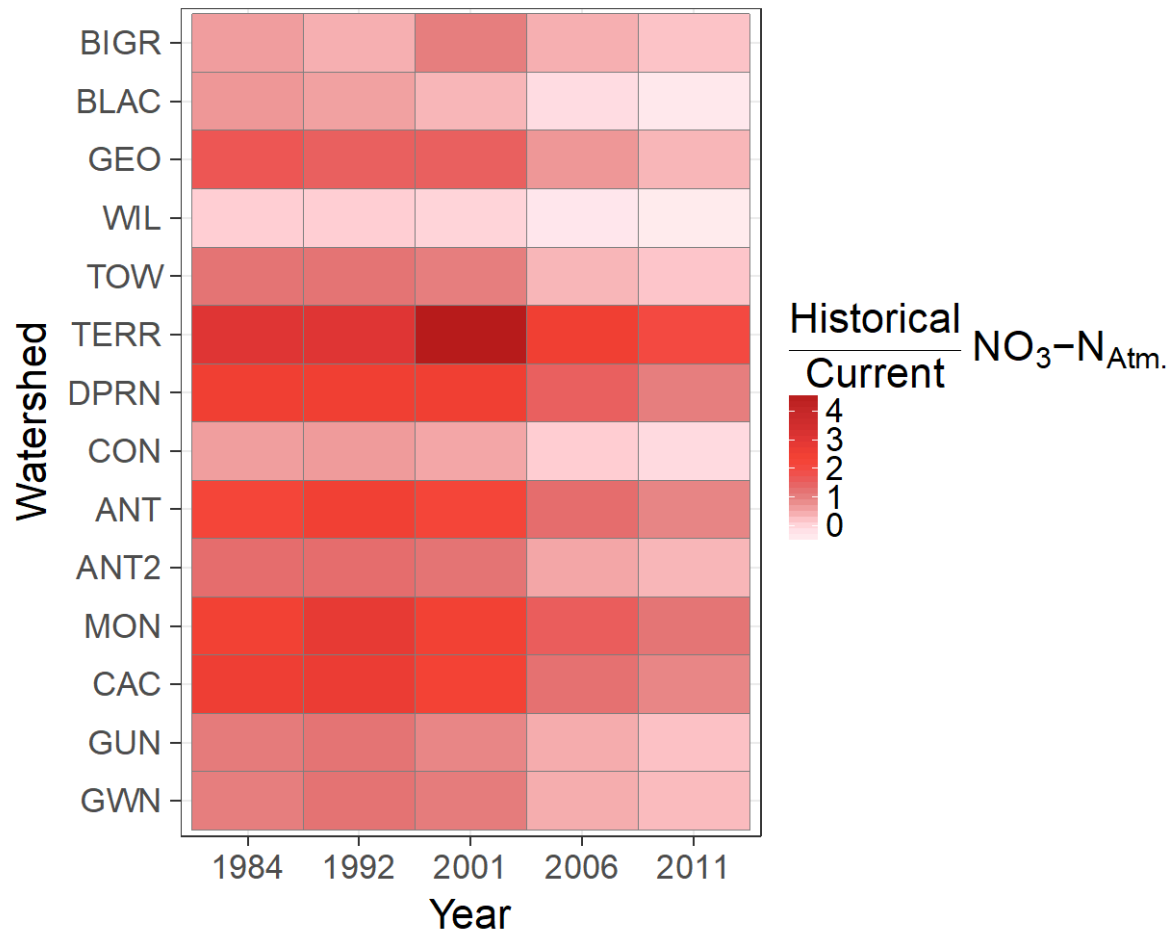 BIGR
BLAC
GEO
WIL
TOW
TERR
DPRN
CON
ANT
ANT2
MON
CAC
GUN
GWN
Watershed
1984 1992 2001 2006 2011
Year
Historical
Current
NO₃−N_Atm.
4
3
2
1
0